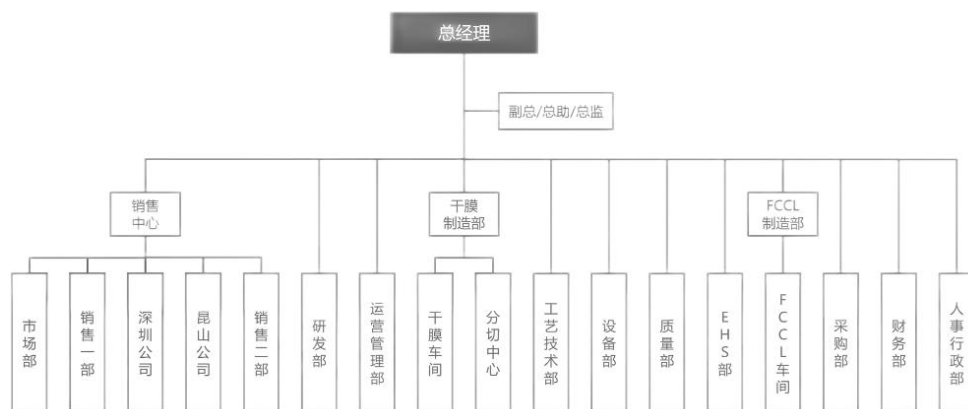 总经理
副总/总助/总监
销售
中心
干膜
制造部
FCCL
制造部
市场部
销售一部
深圳公司
昆山公司
销售二部
研发部
运营管理部
干膜车间
分切中心
工艺技术部
设备部
质量部
EHS部
FCCL车间
采购部
财务部
人事行政部